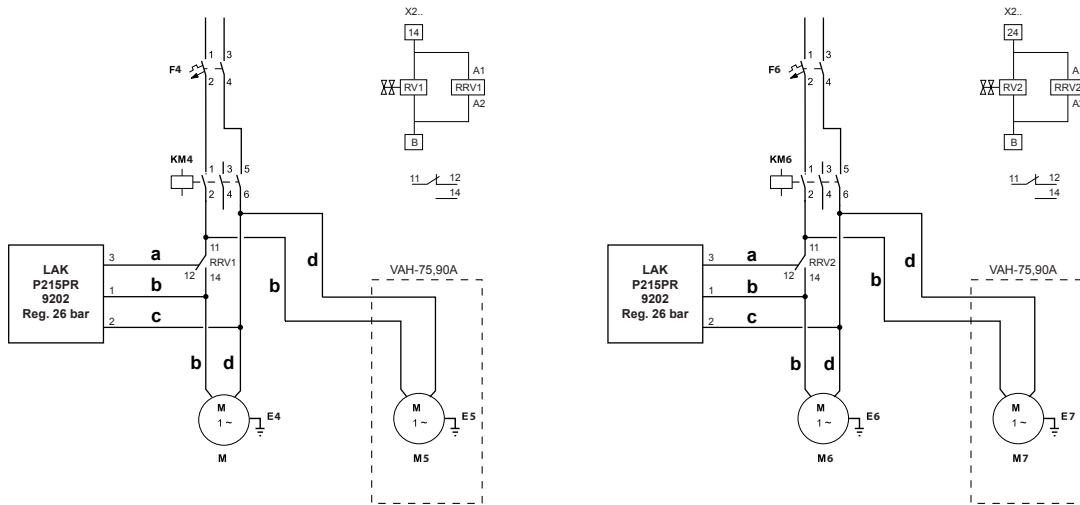 X2..
14
F4
1
3
2
4
RV1
A1
RRV1
A2
B
KM4
1
3
5
2
4
6
11
12
14
LAK
P215PR
9202
Reg. 26 bar
3
a
11
RRV1
12
14
1
b
2
c
b
d
b
d
VAH-75,90A
M
1 ~
E4
M
M
1 ~
E5
M5
X2..
24
F6
1
3
2
4
RV2
A1
RRV2
A2
B
KM6
1
3
5
2
4
6
11
12
14
LAK
P215PR
9202
Reg. 26 bar
3
a
11
RRV2
12
14
1
b
2
c
b
d
b
d
VAH-75,90A
M
1 ~
E6
M6
M
1 ~
E7
M7